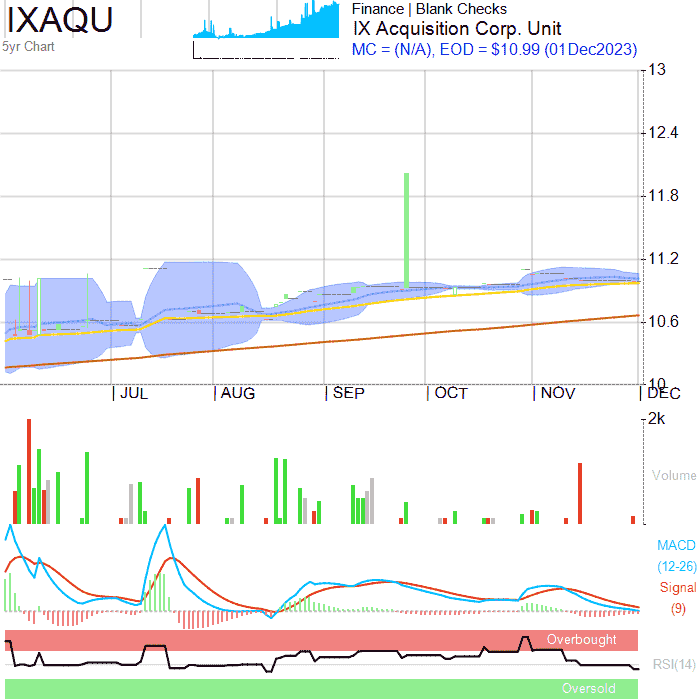 IXAQU
5yr Chart
Finance | Blank Checks
IX Acquisition Corp. Unit
MC = (N/A), EOD = $10.99 (01Dec2023)
13
12.4
11.8
11.2
10.6
10
JUL
AUG
SEP
OCT
NOV
DEC
2k
Volume
MACD
(12-26)
Signal
(9)
Overbought
RSI(14)
Oversold